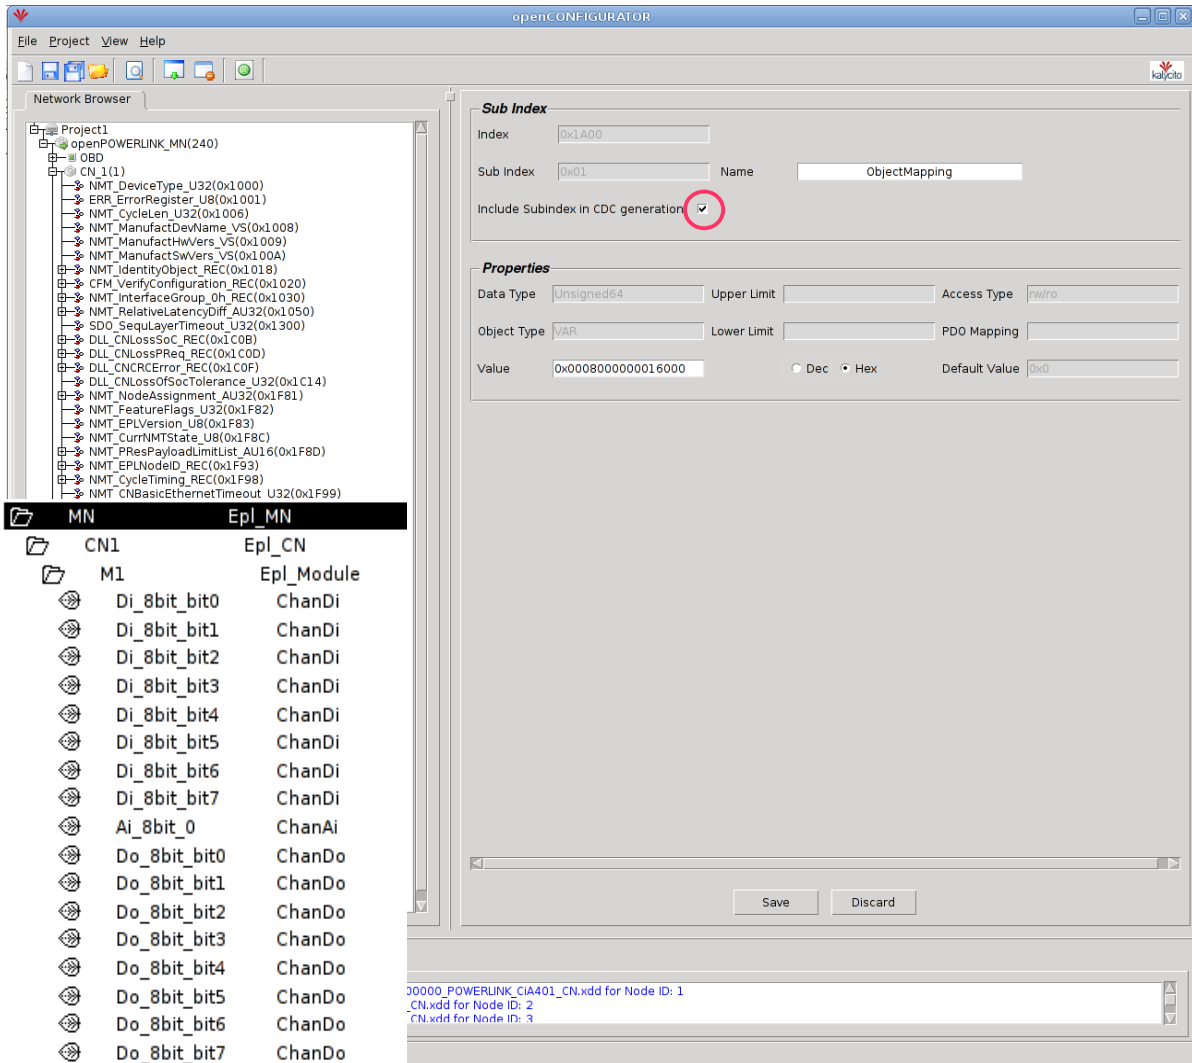 openCONFIGURATOR
File Project View Help
kalycito
Network Browser
Project1
openPOWERLINK_MN(240)
OBD
CN_1(1)
NMT_DeviceType_U32(0x1000)
ERR_ErrorRegister_U8(0x1001)
NMT_CycleLen_U32(0x1006)
NMT_ManufactDevName_VS(0x1008)
NMT_ManufactHwVers_VS(0x1009)
NMT_ManufactSwVers_VS(0x100A)
NMT_IdentityObject_REC(0x1018)
CFM_VerifyConfiguration_REC(0x1020)
NMT_InterfaceGroup_0h_REC(0x1030)
NMT_RelativeLatencyDiff_AU32(0x1050)
SDO_SequLayerTimeout_U32(0x1300)
DLL_CNLossSoC_REC(0x1C0B)
DLL_CNLossPReq_REC(0x1C0D)
DLL_CNCRCError_REC(0x1C0F)
DLL_CNLossOfSocTolerance_U32(0x1C14)
NMT_NodeAssignment_AU32(0x1F81)
NMT_FeatureFlags_U32(0x1F82)
NMT_EPLVersion_U8(0x1F83)
NMT_CurrNMTState_U8(0x1F8C)
NMT_PResPayloadLimitList_AU16(0x1F8D)
NMT_EPLNodeID_REC(0x1F93)
NMT_CycleTiming_REC(0x1F98)
NMT_CNBasicEthernetTimeout_U32(0x1F99)
MN Epl_MN
CN1 Epl_CN
M1 Epl_Module
Di_8bit_bit0 ChanDi
Di_8bit_bit1 ChanDi
Di_8bit_bit2 ChanDi
Di_8bit_bit3 ChanDi
Di_8bit_bit4 ChanDi
Di_8bit_bit5 ChanDi
Di_8bit_bit6 ChanDi
Di_8bit_bit7 ChanDi
Ai_8bit_0 ChanAi
Do_8bit_bit0 ChanDo
Do_8bit_bit1 ChanDo
Do_8bit_bit2 ChanDo
Do_8bit_bit3 ChanDo
Do_8bit_bit4 ChanDo
Do_8bit_bit5 ChanDo
Do_8bit_bit6 ChanDo
Do_8bit_bit7 ChanDo
Sub Index
Index 0x1A00
Sub Index 0x01 Name ObjectMapping
Include Subindex in CDC generation
Properties
Data Type Unsigned64 Upper Limit Access Type rw/ro
Object Type VAR Lower Limit PDO Mapping
Value 0x0008000000016000 Dec Hex Default Value 0x0
Save Discard
00000_POWERLINK_CiA401_CN.xdd for Node ID: 1
_CN.xdd for Node ID: 2
CN.xdd for Node ID: 3